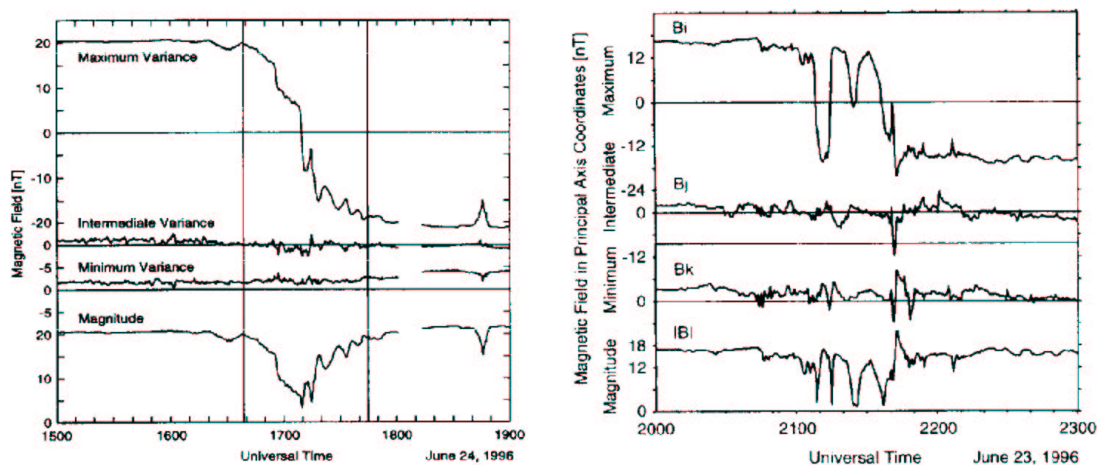 20
Maximum Variance
10
0
-10
-20
Intermediate Variance
0
-5
Minimum Variance
0
-5
Magnitude
20
10
0
1500
1600
1700
1800
1900
Universal Time
June 24, 1996
Magnetic Field [nT]
Magnetic Field in Principal Axis Coordinates [nT]
Maximum
Intermediate
Minimum
Magnitude
Bi
12
0
-12
-24
Bj
0
-12
Bk
0
|B|
18
12
6
0
2000
2100
2200
2300
Universal Time
June 23, 1996